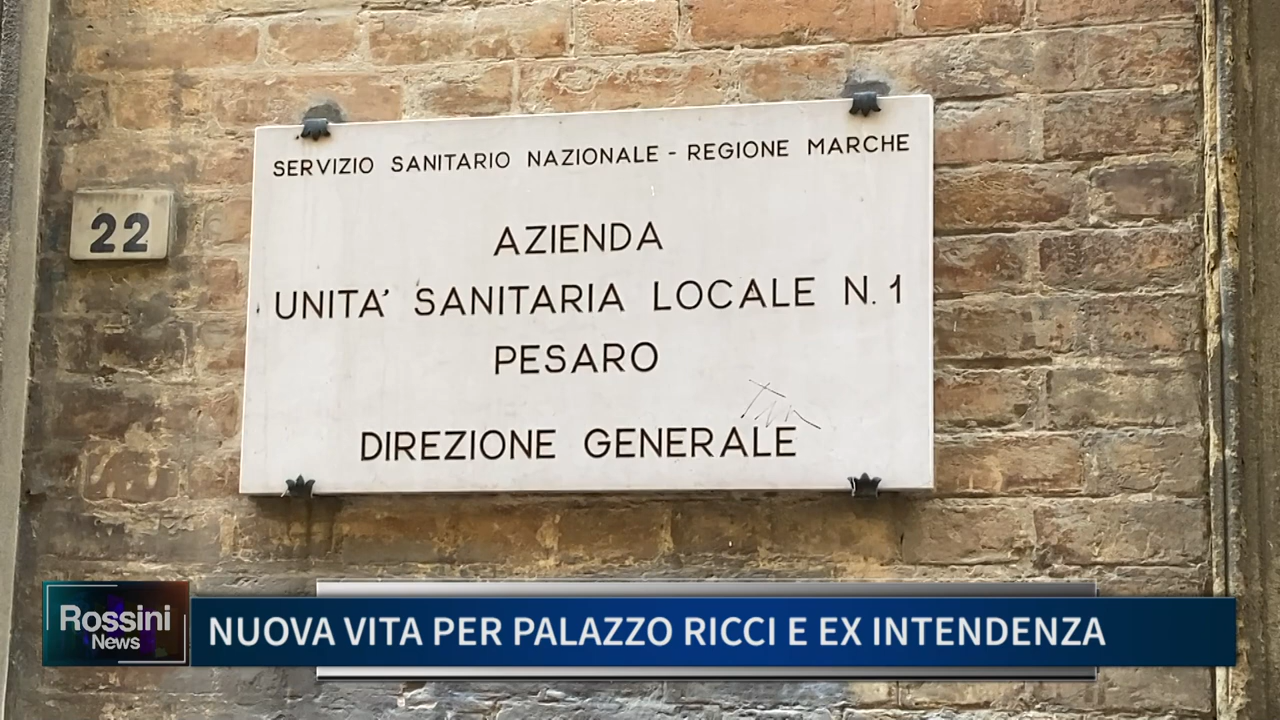 SERVIZIO SANITARIO NAZIONALE - REGIONE MARCHE
22
AZIENDA
UNITA' SANITARIA LOCALE N. 1
PESARO
DIREZIONE GENERALE
Rossini
News
NUOVA VITA PER PALAZZO RICCI E EX INTENDENZA